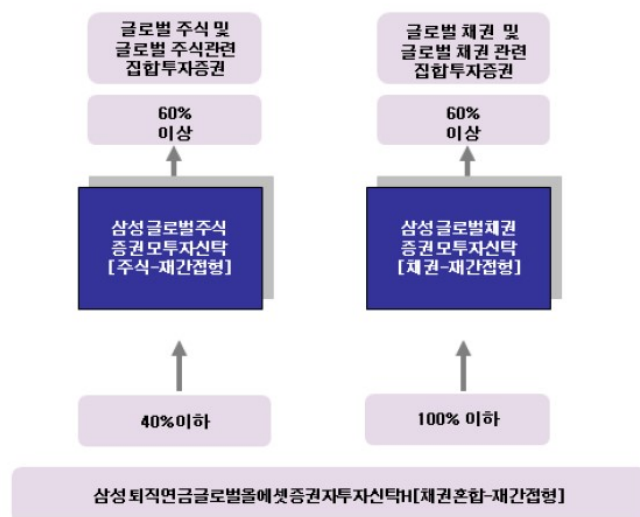 글로벌 주식 및
글로벌 주식관련
집합투자증권
글로벌 채권 및
글로벌 채권 관련
집합투자증권
60%
이상
60%
이상
삼성글로벌주식
증권모투자신탁
[주식-재간접형]
삼성글로벌채권
증권모투자신탁
[채권-재간접형]
40%이하
100% 이하
삼성퇴직연금글로벌올에셋증권자투자신탁H[채권혼합-재간접형]